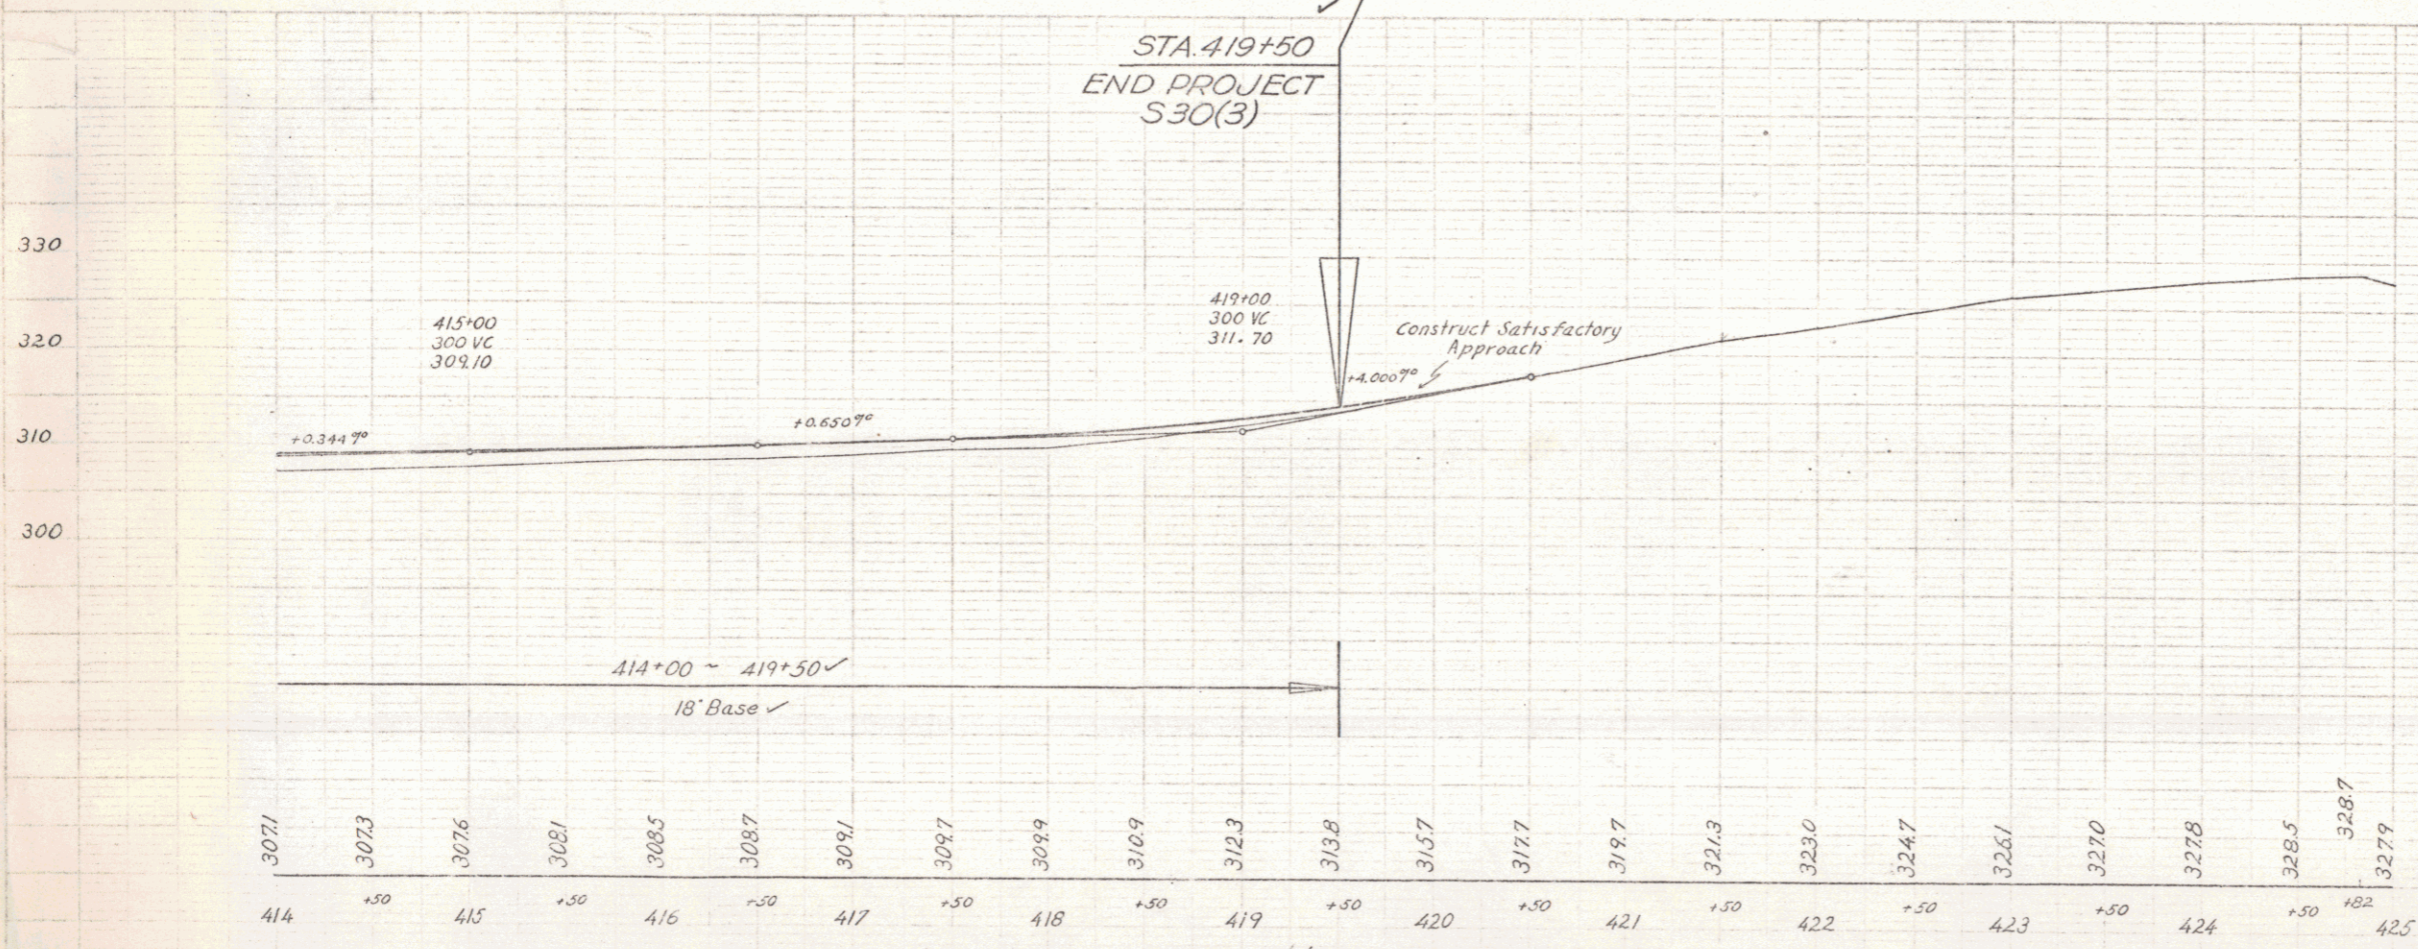 STA.419+50
END PROJECT
S30(3)
330
320
310
300
415+00
300 VC
309.10
419+00
300 VC
311.70
Construct Satisfactory
Approach
+0.344%
+0.650%
+4.000%
414+00 ~ 419+50✓
18' Base ✓
307.1 307.3 307.6 308.1 308.5 308.7 309.1 309.7 309.9 310.9 312.3 313.8 315.7 317.7 319.7 321.3 323.0 324.7 326.1 327.0 327.8 328.5 328.7 327.9
414 +50 415 +50 416 +50 417 +50 418 +50 419 +50 420 +50 421 +50 422 +50 423 +50 424 +50 +82 425